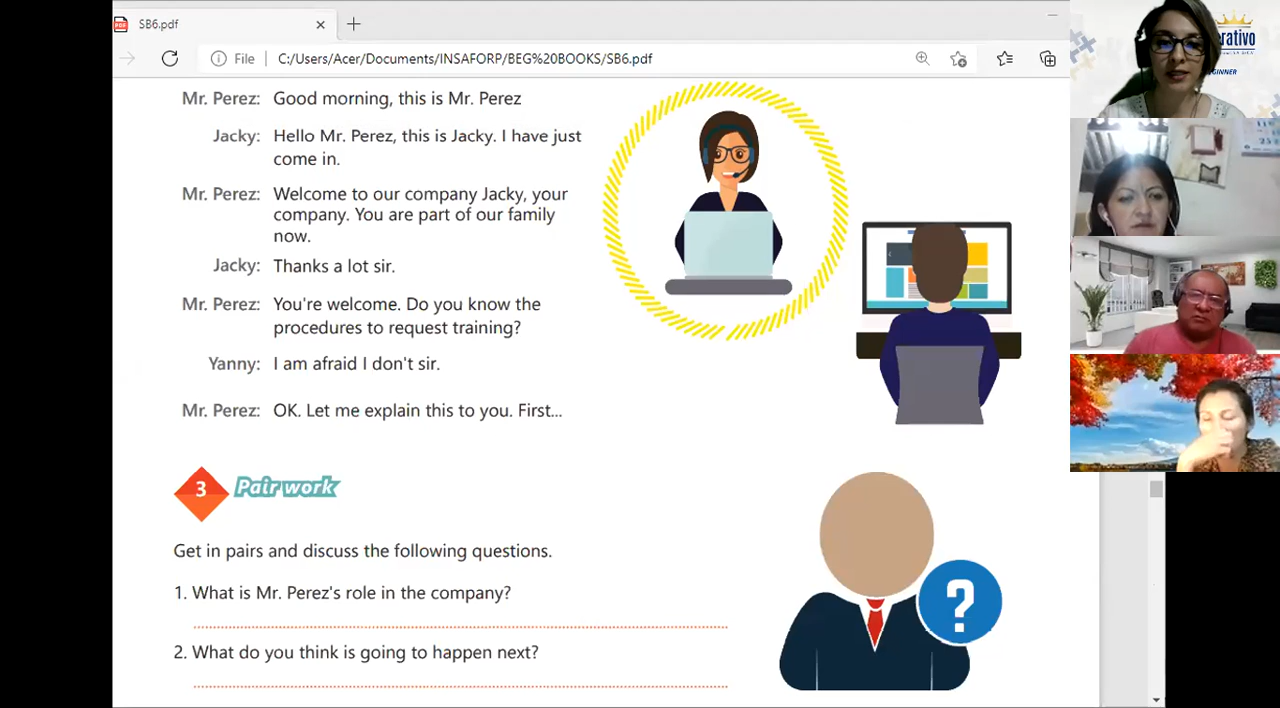 SB6.pdf
File C:/Users/Acer/Documents/INSAFORP/BEG%%BOOKS/SB6.pdf
Mr. Perez: Good morning, this is Mr. Perez
Jacky: Hello Mr. Perez, this is Jacky. I have just
come in.
Mr. Perez: Welcome to our company Jacky, your
company. You are part of our family
now.
Jacky: Thanks a lot sir.
Mr. Perez: You're welcome. Do you know the
procedures to request training?
Yanny: I am afraid I don't sir.
Mr. Perez: OK. Let me explain this to you. First...
3 Pair work
Get in pairs and discuss the following questions.
1. What is Mr. Perez's role in the company?
2. What do you think is going to happen next?
?